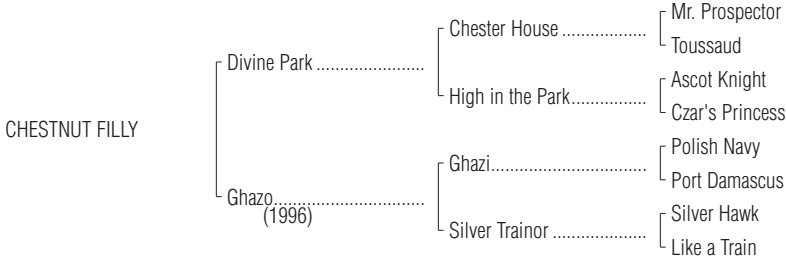 Mr. Prospector
Chester House ..................
Toussaud
Divine Park .......................
Ascot Knight
High in the Park................
Czar's Princess
CHESTNUT FILLY
Polish Navy
Ghazi.................................
Port Damascus
Ghazo................................
(1996)
Silver Hawk
Silver Trainor ....................
Like a Train